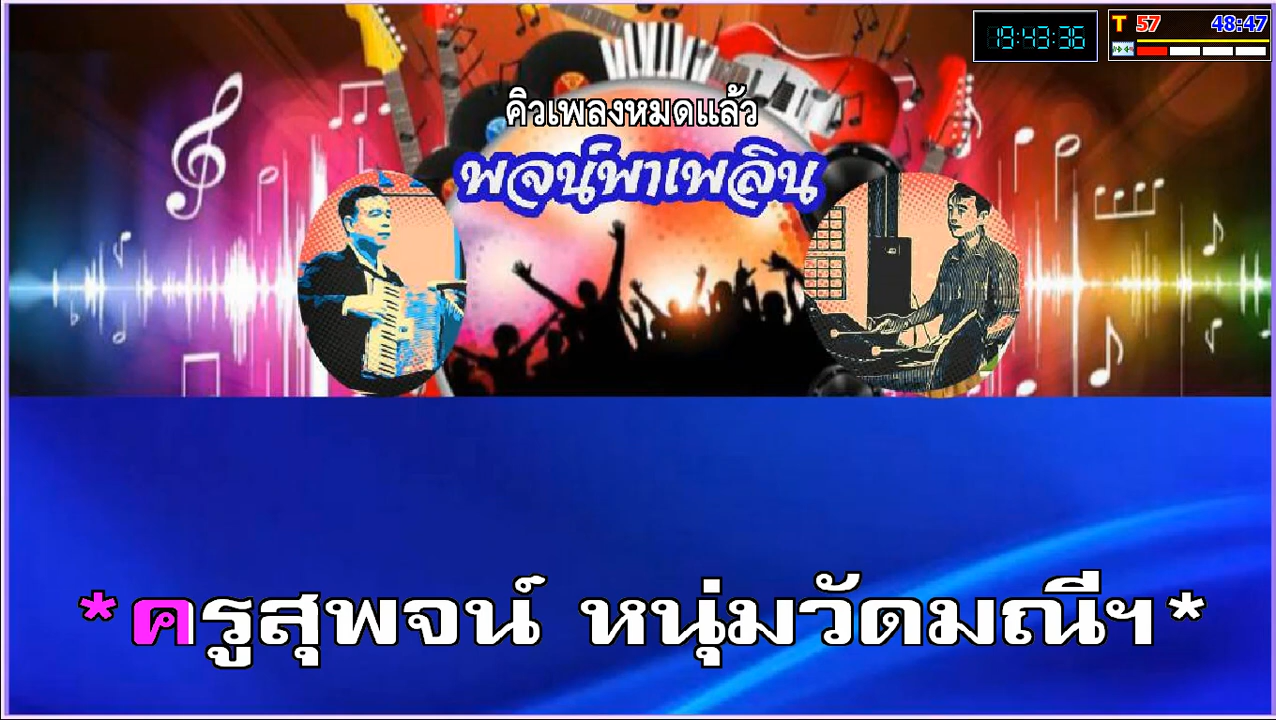 19:43:36
T 57 48:47
คิวเพลงหมดแล้ว
พจน์พาเพลิน
*ครูสุพจน์ หนุ่มวัดมณีฯ*